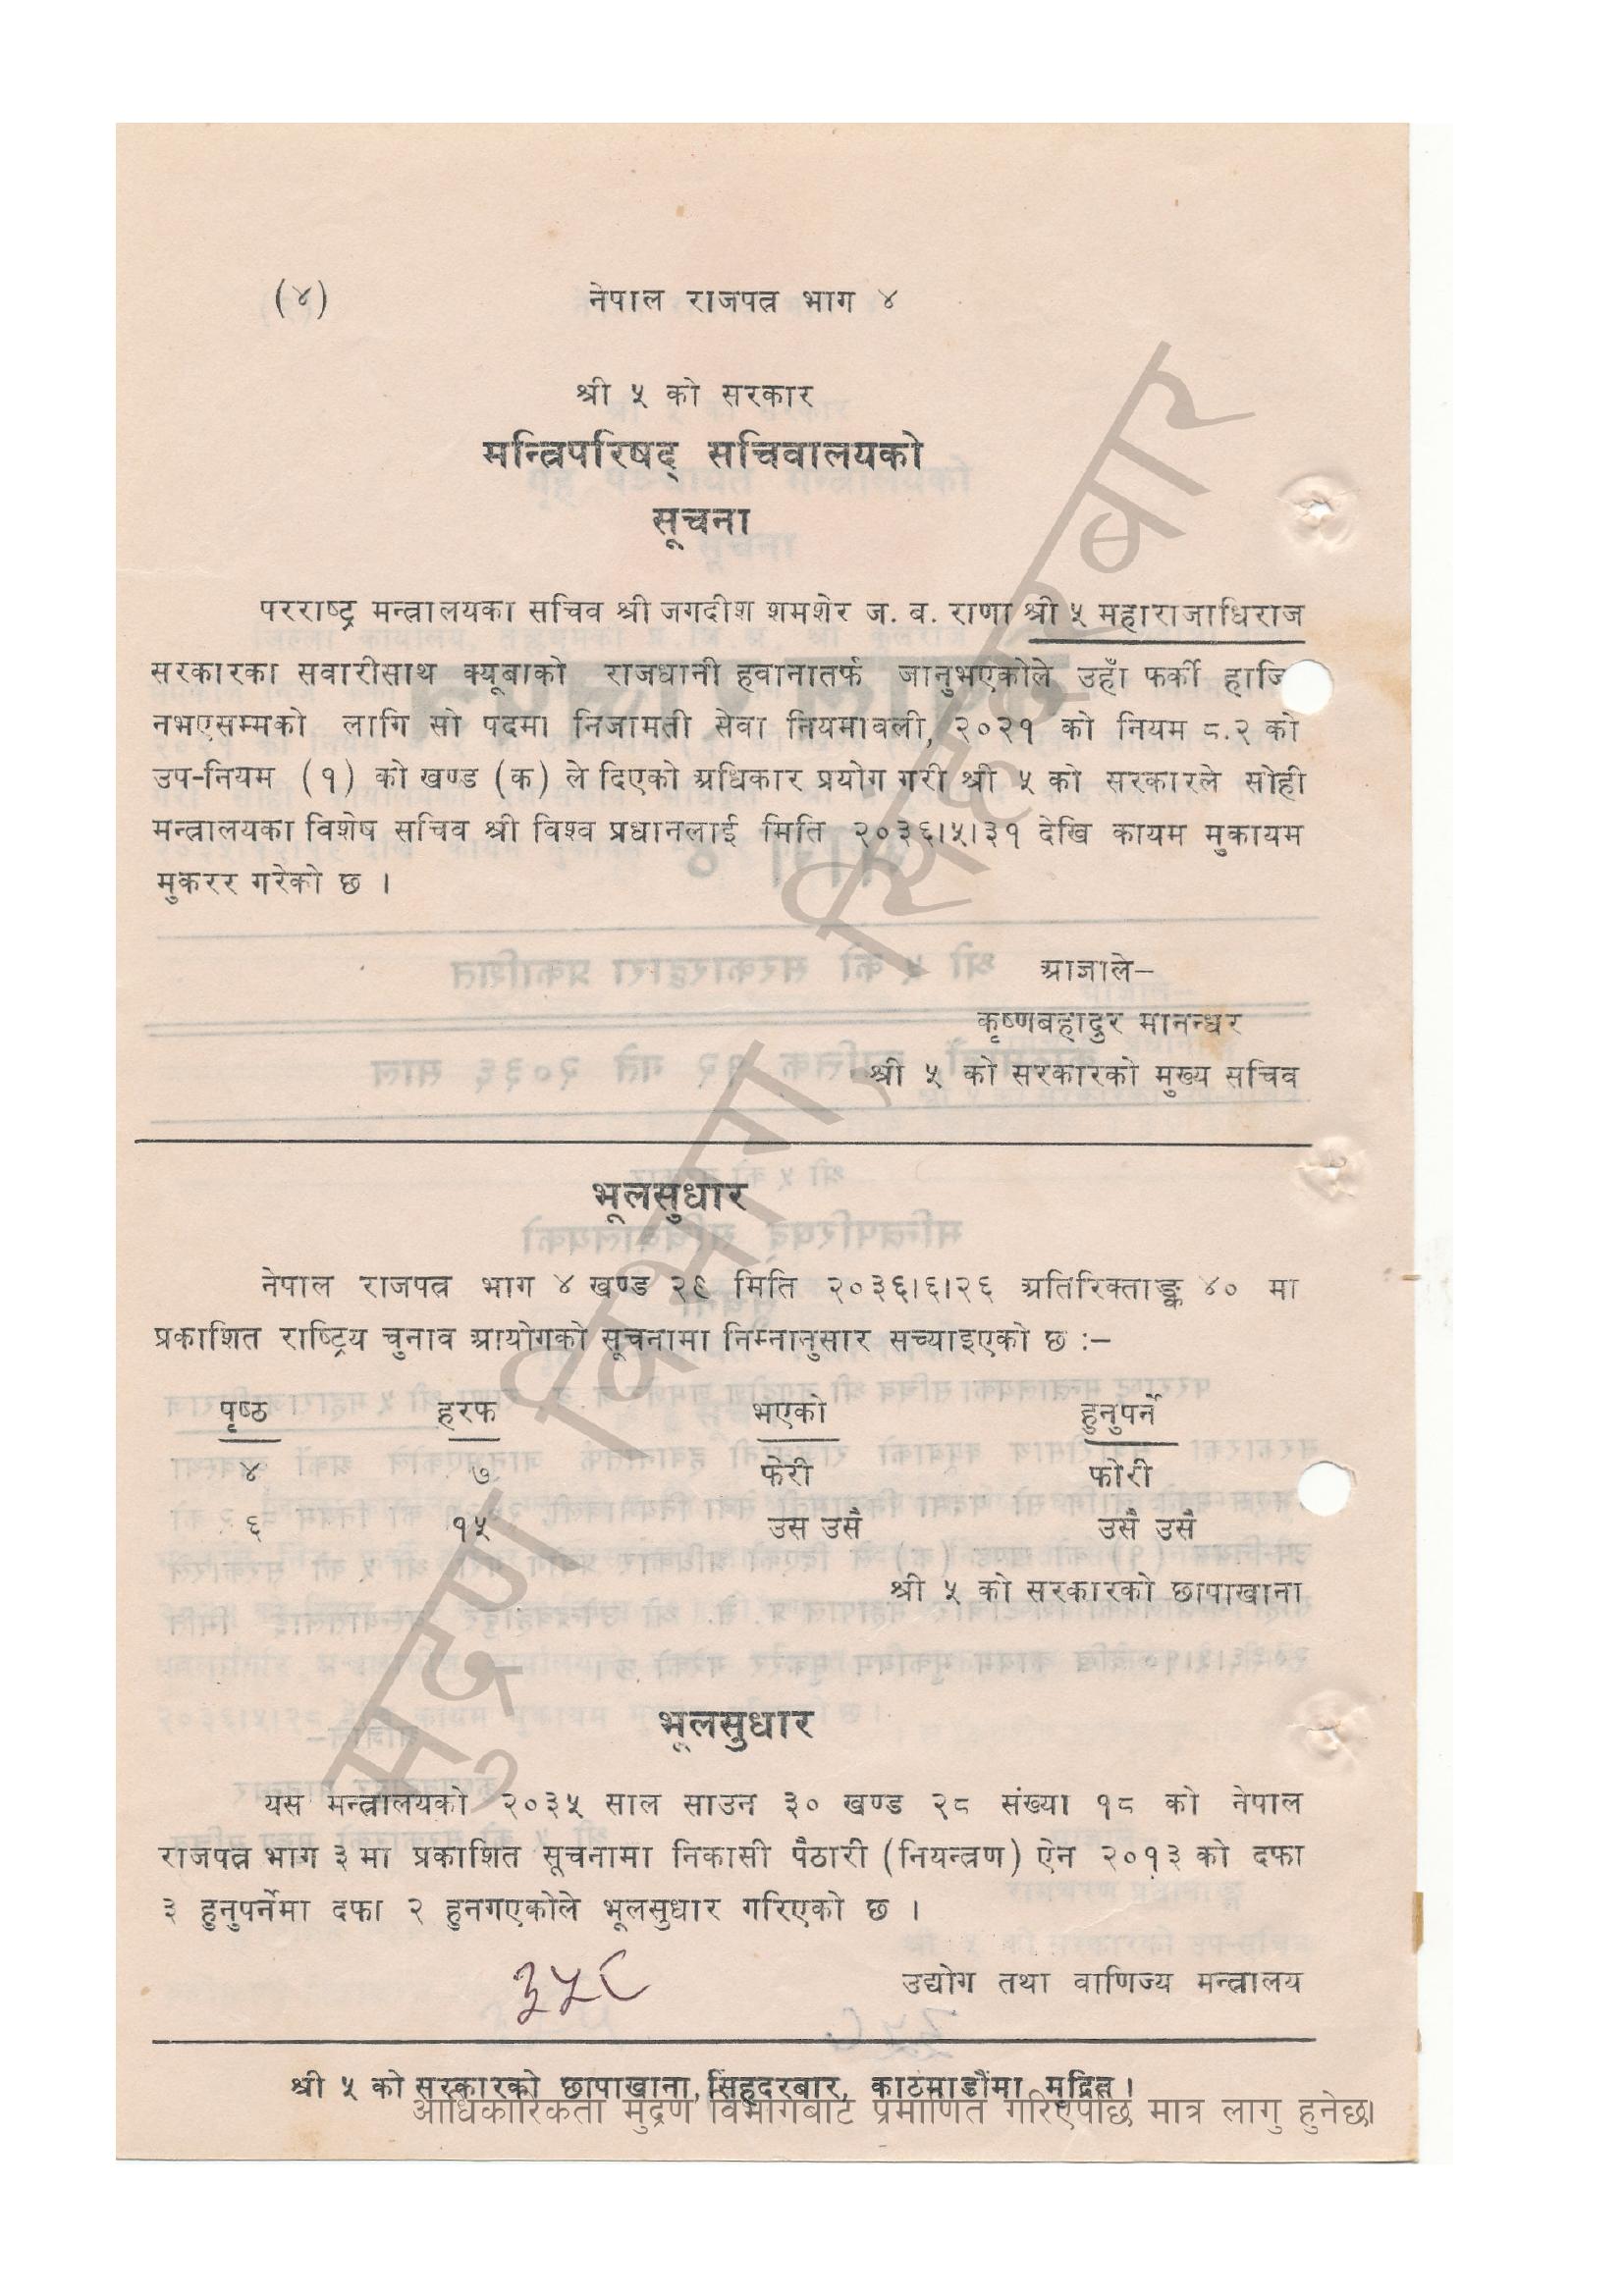 (४) नेपाल राजपत्र भाग ४
श्री ५ को सरकार
मन्त्रिपरिषद् सचिवालयको
सूचना
परराष्ट्र मन्त्रालयका सचिव श्री जगदीश शमशेर ज. ब. राणा श्री ५ महाराजाधिराज
सरकारका सवारीसाथ क्यूबाको राजधानी हवानातर्फ जानुभएकोले उहाँ फर्की हाजि
नभएसम्मको लागि सो पदमा निजामती सेवा नियमावली, २०२१ को नियम ८.२ को
उप-नियम (१) को खण्ड (क) ले दिएको अधिकार प्रयोग गरी श्री ५ को सरकारले सोही
मन्त्रालयका विशेष सचिव श्री विश्व प्रधानलाई मिति २०३६।५।३१ देखि कायम मुकायम
मुकरर गरेको छ ।
आज्ञाले–
कृष्णबहादुर मानन्धर
श्री ५ को सरकारको मुख्य सचिव
भूलसुधार
नेपाल राजपत्र भाग ४ खण्ड २९ मिति २०३६।६।२६ अतिरिक्ताङ्क ४० मा
प्रकाशित राष्ट्रिय चुनाव आयोगको सूचनामा निम्नानुसार सच्याइएको छ :–
पृष्ठ हरफ भएको हुनुपर्ने
४ ७ फेरी फोरी
६ १५ उस उसै उसै उसै
श्री ५ को सरकारको छापाखाना
भूलसुधार
यस मन्त्रालयको २०३५ साल साउन ३० खण्ड २८ संख्या १८ को नेपाल
राजपत्र भाग ३ मा प्रकाशित सूचनामा निकासी पैठारी (नियन्त्रण) ऐन २०१३ को दफा
३ हुनुपर्नेमा दफा २ हुनगएकोले भूलसुधार गरिएको छ ।
३५८
उद्योग तथा वाणिज्य मन्त्रालय
श्री ५ को सरकारको छापाखाना, सिंहदरबार, काठमाडौंमा मुद्रित ।
आधिकारिकता मुद्रण विभागबाट प्रमाणित गरिएपछि मात्र लागु हुनेछ।
मुद्रण विभाग, सिंहदरबार